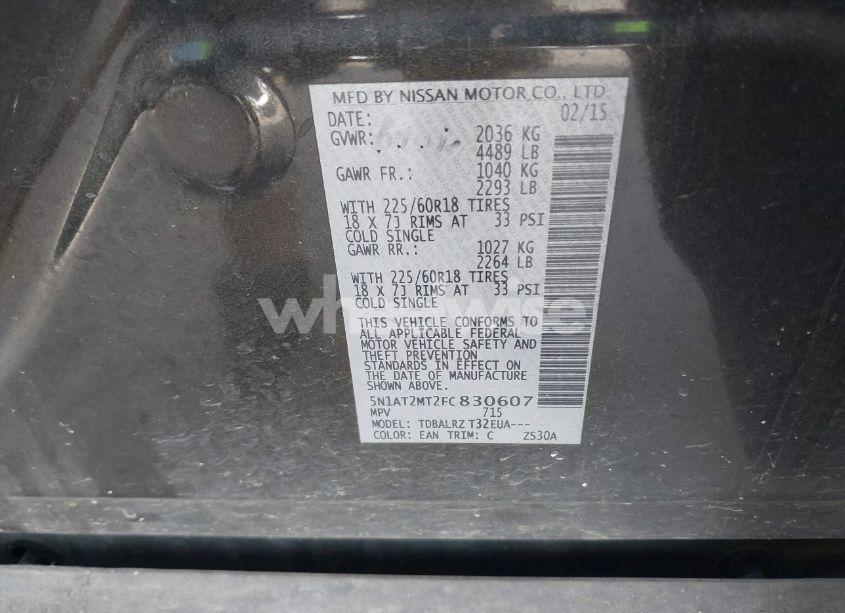 MFD BY NISSAN MOTOR CO., LTD.
DATE: 02/15
GVWR: 2036 KG
4489 LB
GAWR FR.: 1040 KG
2293 LB
WITH 225/60R18 TIRES
18 X 7J RIMS AT 33 PSI
COLD SINGLE
GAWR RR.: 1027 KG
2264 LB
WITH 225/60R18 TIRES
18 X 7J RIMS AT 33 PSI
COLD SINGLE
THIS VEHICLE CONFORMS TO
ALL APPLICABLE FEDERAL
MOTOR VEHICLE SAFETY AND
THEFT PREVENTION
STANDARDS IN EFFECT ON
THE DATE OF MANUFACTURE
SHOWN ABOVE.
5N1AT2MT2FC830607
MPV 715
MODEL: TDBALRZ T32EUA---
COLOR: EAN TRIM: C ZS30A